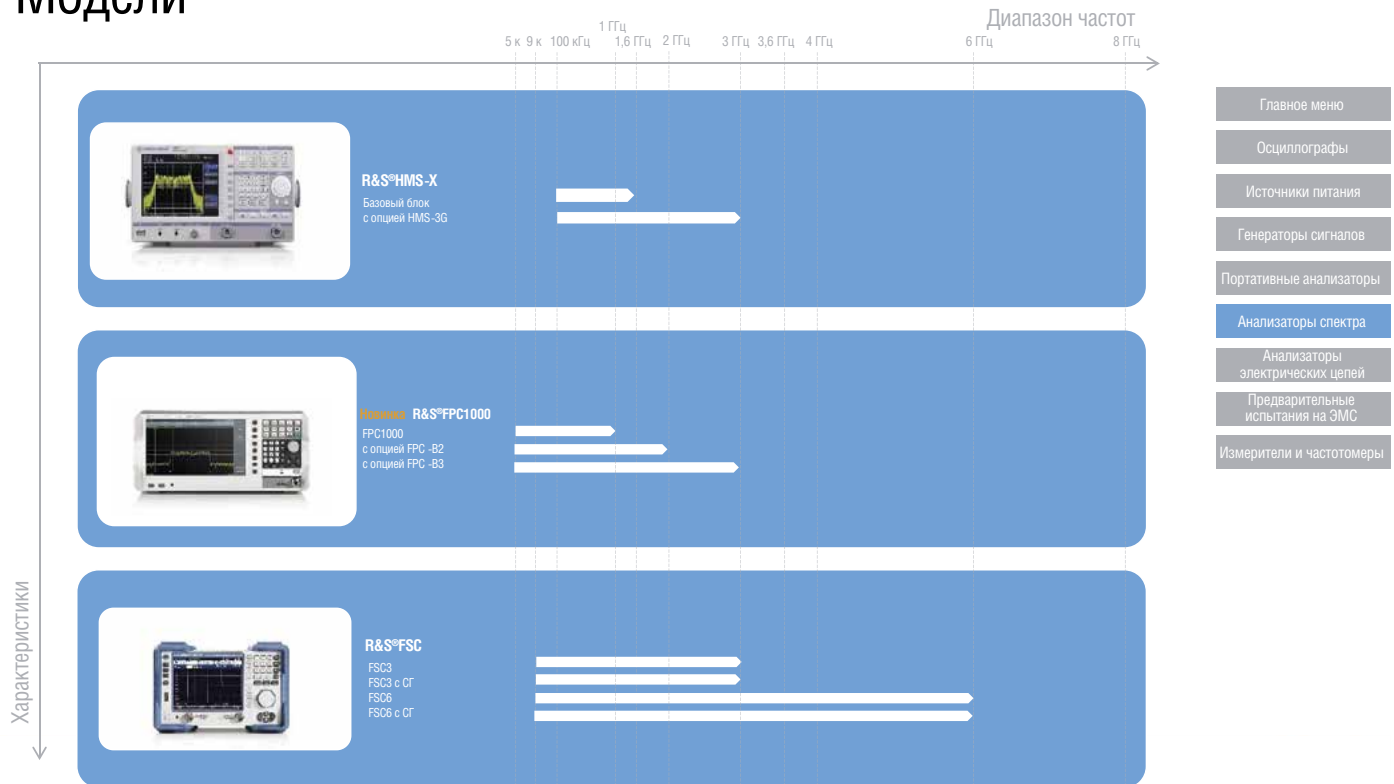 Модели
Диапазон частот
1 ГГц
5 к 9 к 100 кГц 1,6 ГГц 2 ГГц 3 ГГц 3,6 ГГц 4 ГГц 6 ГГц 8 ГГц
Характеристики
R&S®HMS-X
Базовый блок
с опцией HMS-3G
Новинка R&S®FPC1000
FPC1000
с опцией FPC -B2
с опцией FPC -B3
R&S®FSC
FSC3
FSC3 с СГ
FSC6
FSC6 с СГ
Главное меню
Осциллографы
Источники питания
Генераторы сигналов
Портативные анализаторы
Анализаторы спектра
Анализаторы
электрических цепей
Предварительные
испытания на ЭМС
Измерители и частотомеры